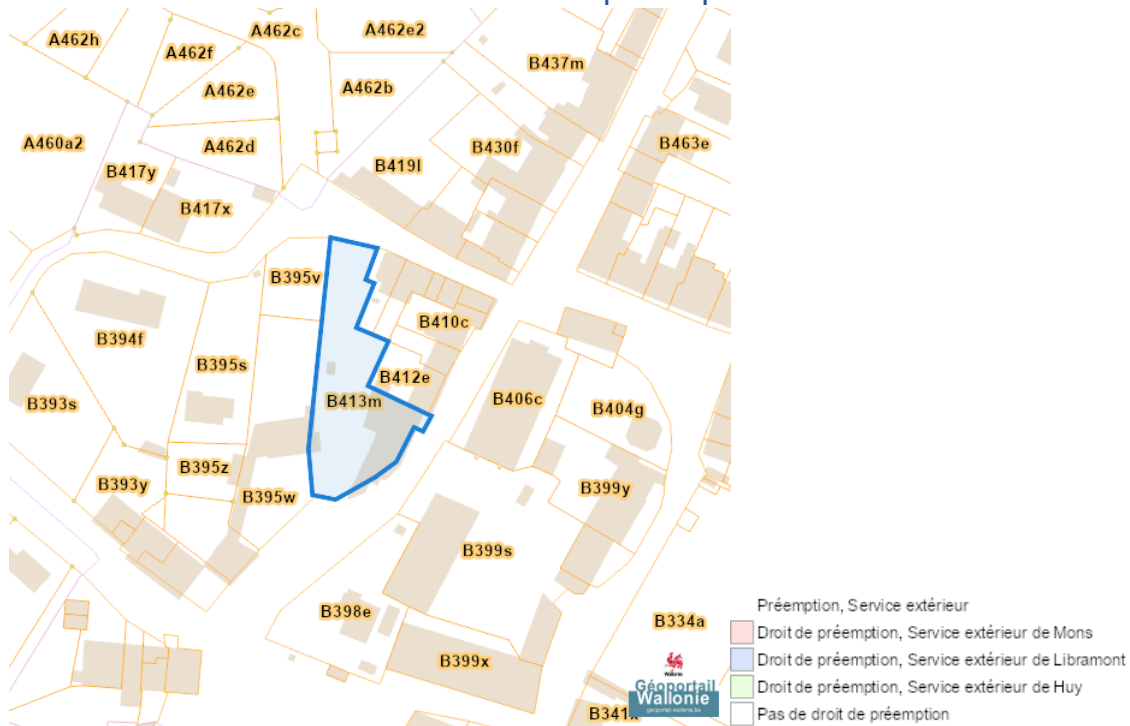 A462h
A462f
A462c
A462e2
B437m
A462e
A462b
A460a2
A462d
B430f
B463e
B417y
B419l
B417x
B395v
B410c
B394f
B395s
B412e
B413m
B406c
B404g
B393s
B395z
B393y
B395w
B399y
B399s
B398e
B334a
B399x
Préemption, Service extérieur
Droit de préemption, Service extérieur de Mons
Droit de préemption, Service extérieur de Libramont
Droit de préemption, Service extérieur de Huy
Pas de droit de préemption
Wallonie
Géoportail
Wallonie
geoportail.wallonie.be